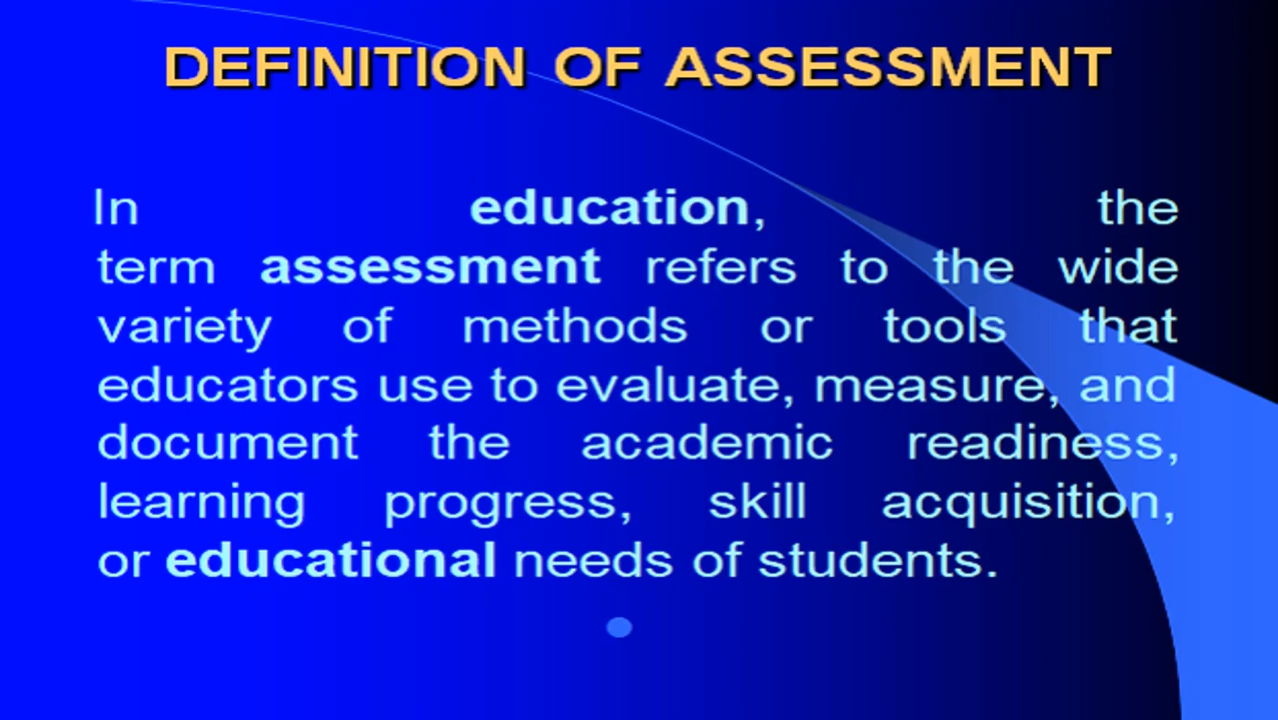 DEFINITION OF ASSESSMENT
In education, the
term assessment refers to the wide
variety of methods or tools that
educators use to evaluate, measure, and
document the academic readiness,
learning progress, skill acquisition,
or educational needs of students.